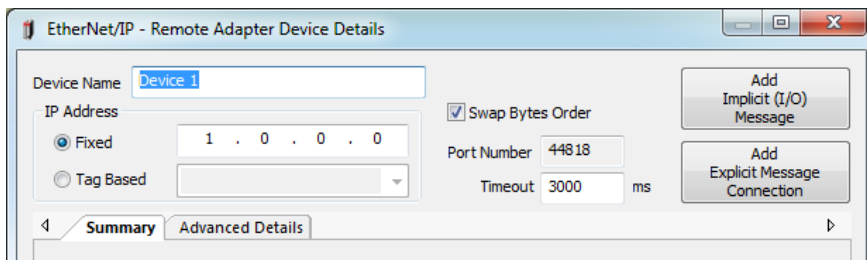 EtherNet/IP - Remote Adapter Device Details
Device Name Device 1
IP Address
Fixed 1 . 0 . 0 . 0
Tag Based
Swap Bytes Order
Port Number 44818
Timeout 3000 ms
Add
Implicit (I/O)
Message
Add
Explicit Message
Connection
Summary Advanced Details